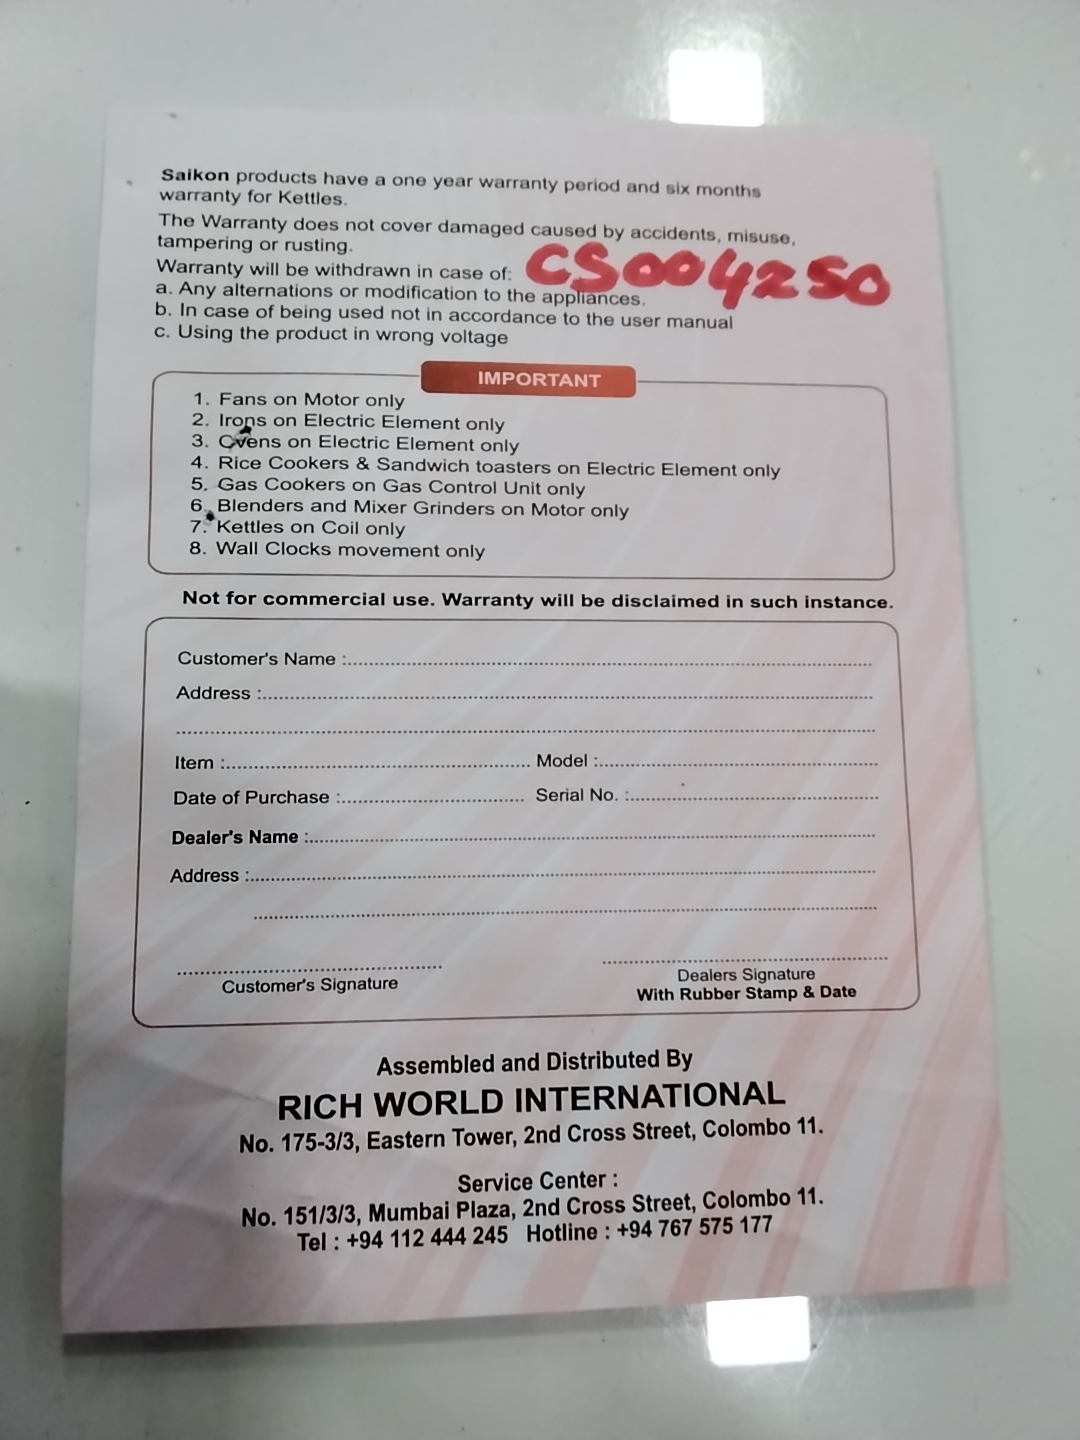 Saikon products have a one year warranty period and six months
warranty for Kettles.
The Warranty does not cover damaged caused by accidents, misuse,
tampering or rusting.
Warranty will be withdrawn in case of: CS004250
a. Any alternations or modification to the appliances.
b. In case of being used not in accordance to the user manual
c. Using the product in wrong voltage
IMPORTANT
1. Fans on Motor only
2. Irons on Electric Element only
3. Ovens on Electric Element only
4. Rice Cookers & Sandwich toasters on Electric Element only
5. Gas Cookers on Gas Control Unit only
6. Blenders and Mixer Grinders on Motor only
7. Kettles on Coil only
8. Wall Clocks movement only
Not for commercial use. Warranty will be disclaimed in such instance.
Customer's Name :
Address :
Item : Model :
Date of Purchase : Serial No. :
Dealer's Name :
Address :
Customer's Signature Dealers Signature
With Rubber Stamp & Date
Assembled and Distributed By
RICH WORLD INTERNATIONAL
No. 175-3/3, Eastern Tower, 2nd Cross Street, Colombo 11.
Service Center :
No. 151/3/3, Mumbai Plaza, 2nd Cross Street, Colombo 11.
Tel : +94 112 444 245 Hotline : +94 767 575 177